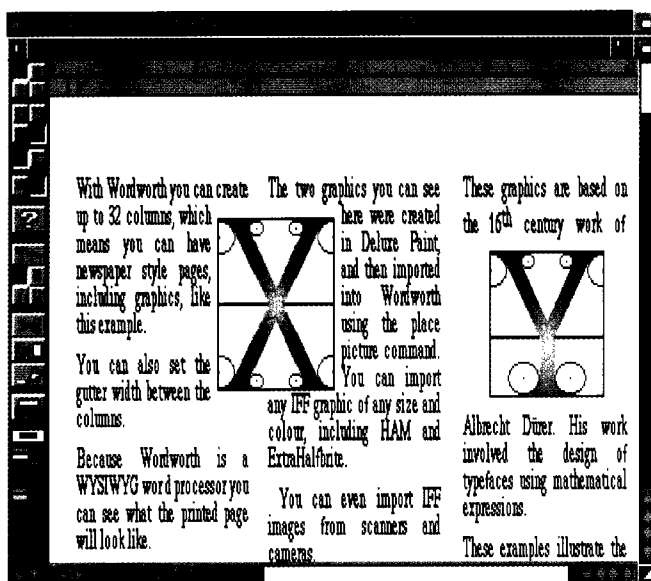 With Wordworth you can create
up to 32 columns, which
means you can have
newspaper style pages,
including graphics, like
this example.
You can also set the
gutter width between the
columns.
Because Wordworth is a
WYSIWYG word processor you
can see what the printed page
will look like.
The two graphics you can see
here were created
in Deluxe Paint,
and then imported
into Wordworth
using the place
picture command.
You can import
any IFF graphic of any size and
colour, including HAM and
ExtraHalfbrite.
You can even import IFF
images from scanners and
cameras.
These graphics are based on
the 16th century work of
Albrecht Dürer. His work
involved the design of
typefaces using mathematical
expressions.
These examples illustrate the